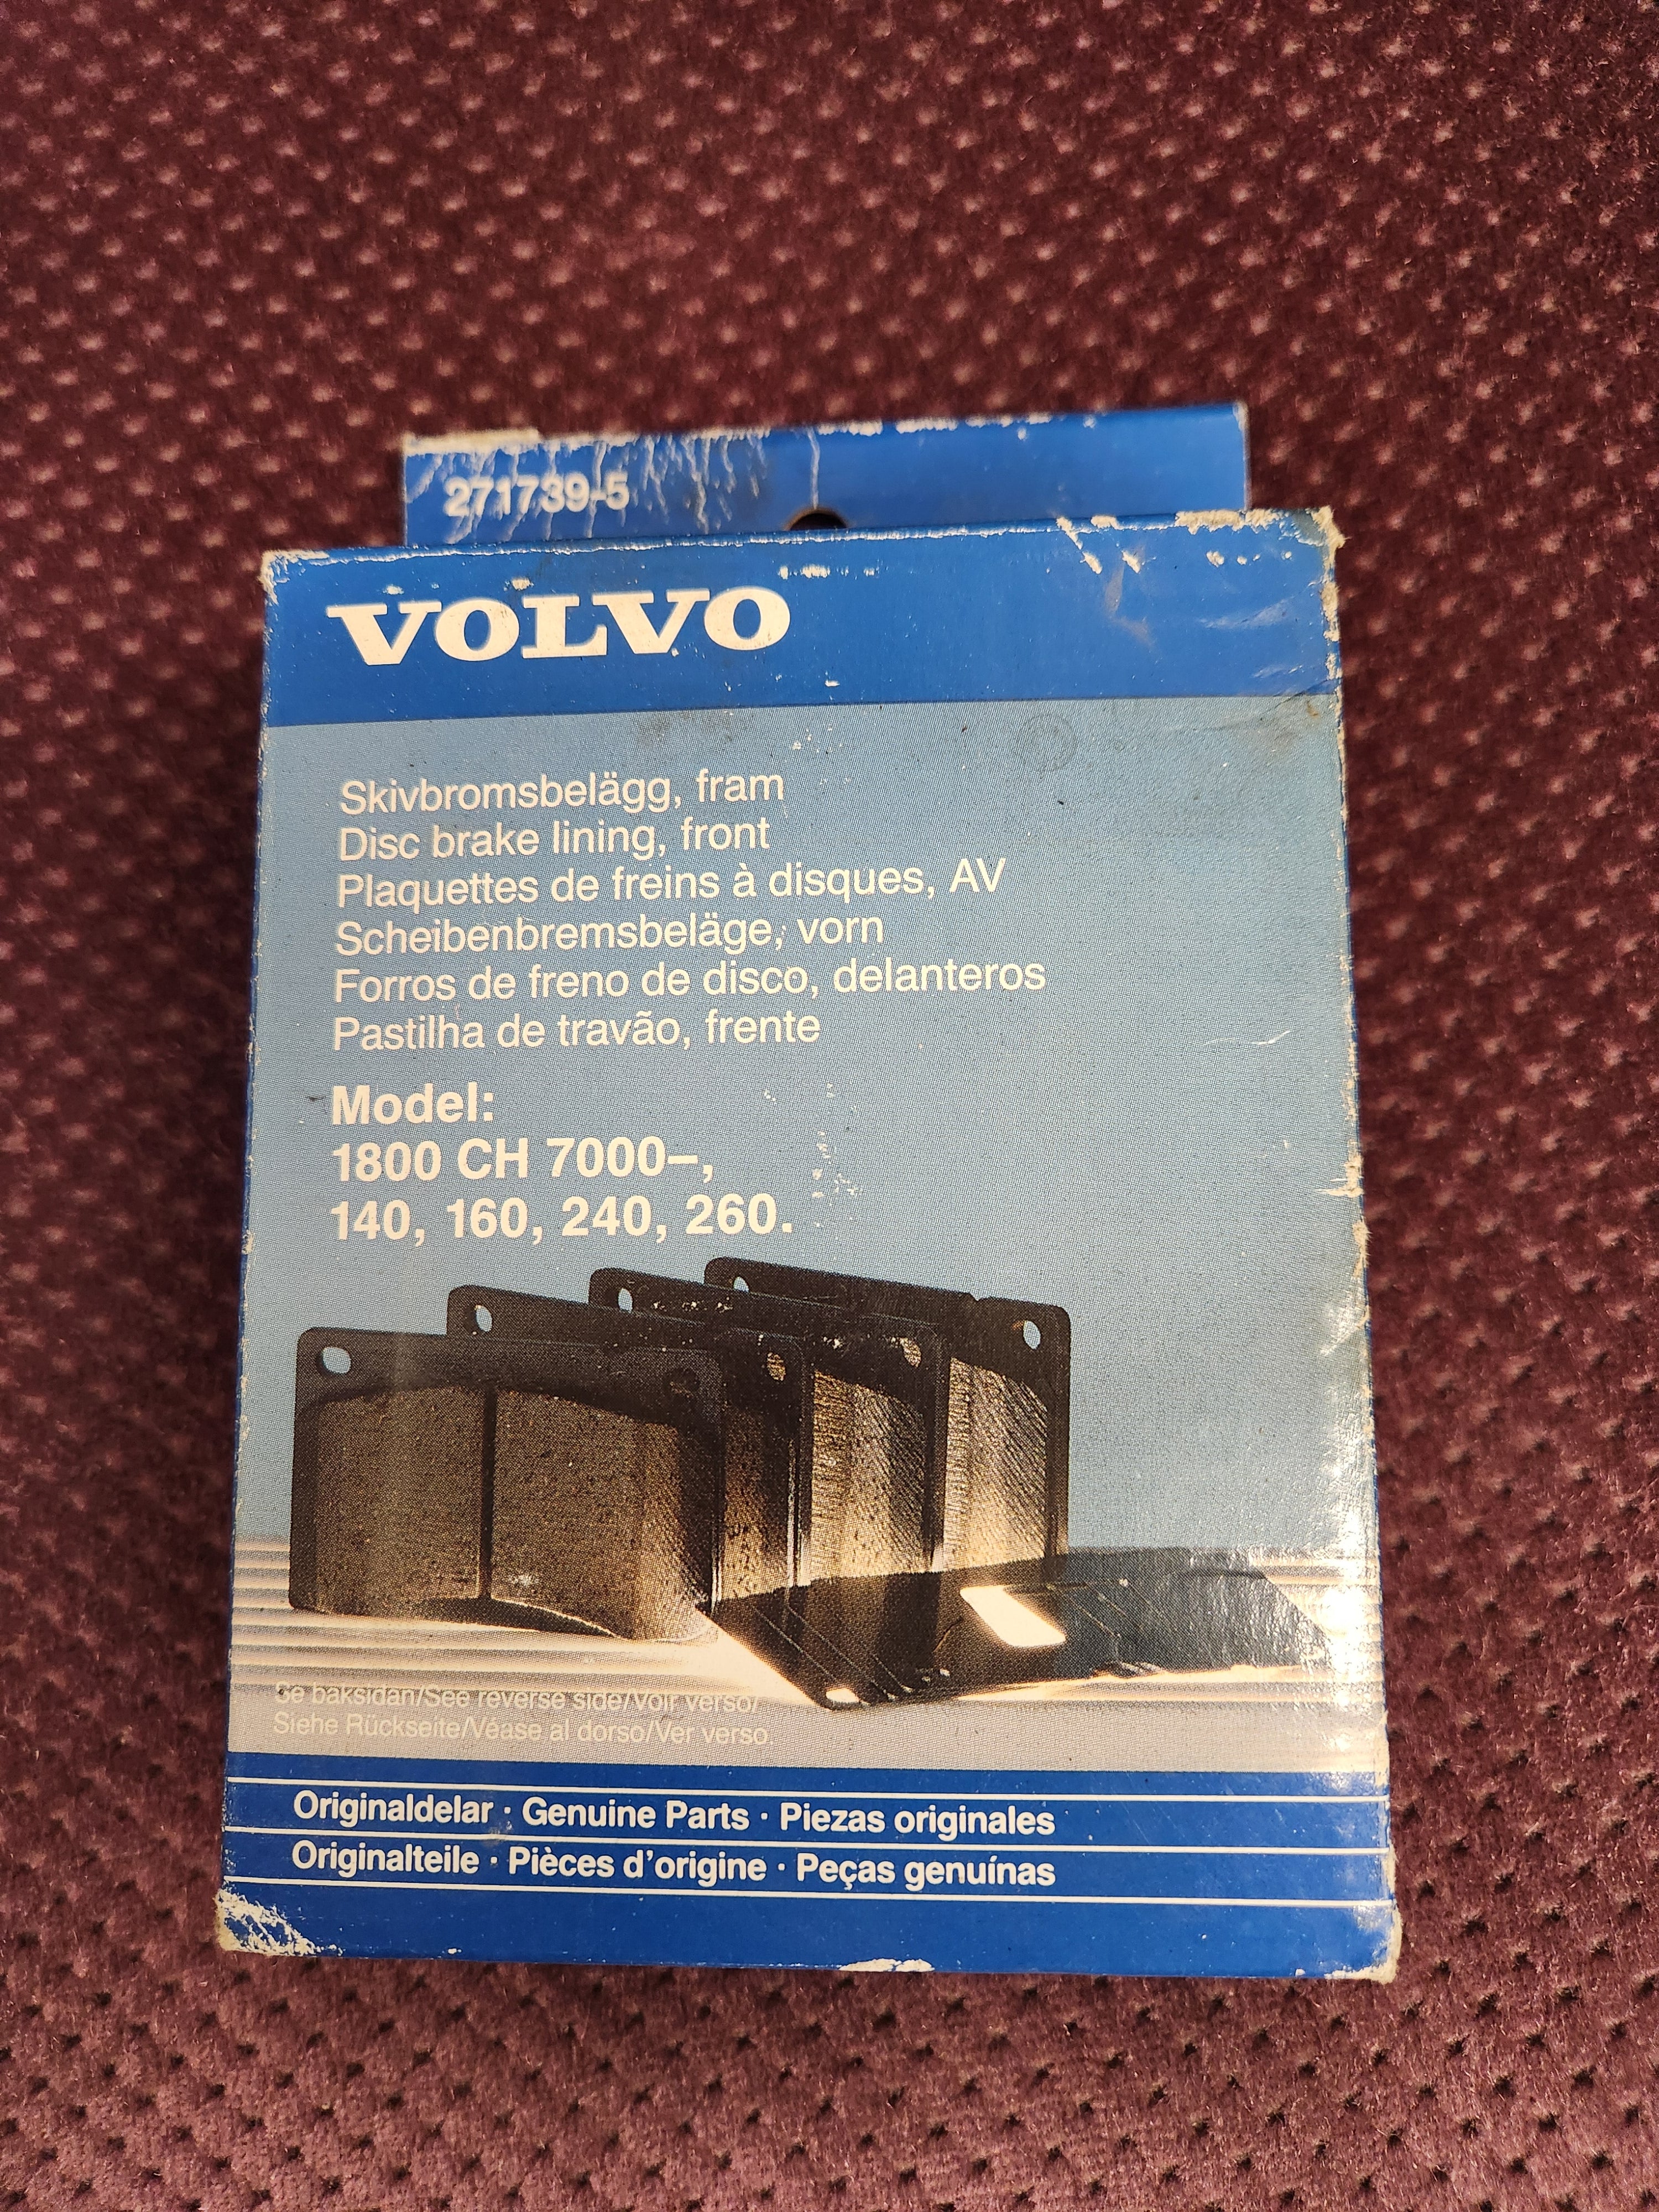 271739-5
VOLVO
Skivbromsbelägg, fram
Disc brake lining, front
Plaquettes de freins à disques, AV
Scheibenbremsbeläge, vorn
Forros de freno de disco, delanteros
Pastilha de travão, frente
Model:
1800 CH 7000–,
140, 160, 240, 260.
Se baksidan/See reverse side/Voir verso/
Siehe Rückseite/Véase al dorso/Ver verso.
Originaldelar · Genuine Parts · Piezas originales
Originalteile · Pièces d'origine · Peças genuínas